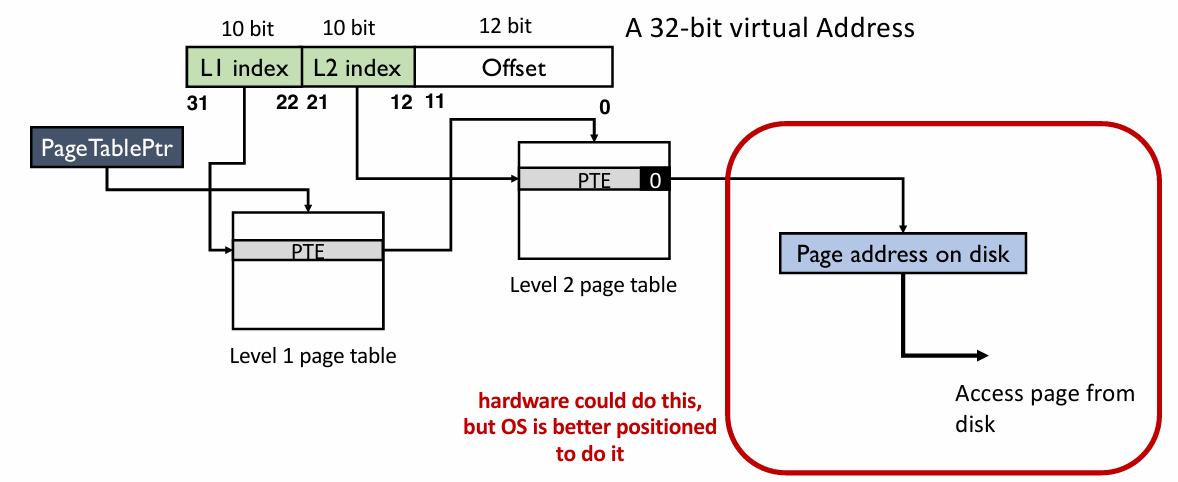 10 bit 10 bit 12 bit A 32-bit virtual Address
L1 index L2 index Offset
31 22 21 12 11 0
PageTablePtr
PTE 0
PTE
Page address on disk
Level 2 page table
Level 1 page table
Access page from
disk
hardware could do this,
but OS is better positioned
to do it